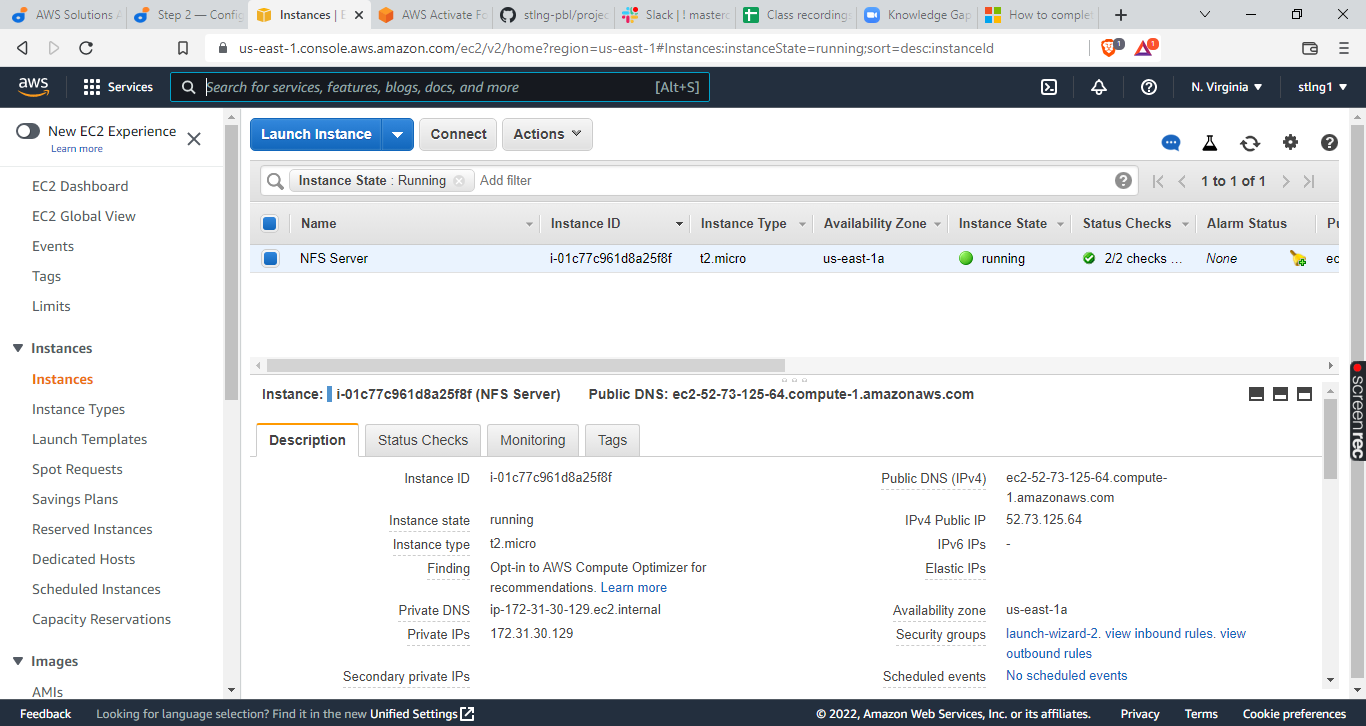 AWS Solutions A
Step 2 — Config
Instances | E
AWS Activate Fo
stlng-pbl/projec
Slack | ! masterc
Class recordings
Knowledge Gap
How to complet
us-east-1.console.aws.amazon.com/ec2/v2/home?region=us-east-1#Instances:instanceState=running;sort=desc:instanceId
1
1
aws
Services
Search for services, features, blogs, docs, and more
[Alt+S]
N. Virginia
stlng1
New EC2 Experience
Learn more
EC2 Dashboard
EC2 Global View
Events
Tags
Limits
Instances
Instances
Instance Types
Launch Templates
Spot Requests
Savings Plans
Reserved Instances
Dedicated Hosts
Scheduled Instances
Capacity Reservations
Images
AMIs
Launch Instance
Connect
Actions
Instance State : Running
Add filter
1 to 1 of 1
Name Instance ID Instance Type Availability Zone Instance State Status Checks Alarm Status Pu
NFS Server i-01c77c961d8a25f8f t2.micro us-east-1a running 2/2 checks ... None ec
Instance: i-01c77c961d8a25f8f (NFS Server) Public DNS: ec2-52-73-125-64.compute-1.amazonaws.com
Description
Status Checks
Monitoring
Tags
Instance ID i-01c77c961d8a25f8f
Instance state running
Instance type t2.micro
Finding Opt-in to AWS Compute Optimizer for
recommendations. Learn more
Private DNS ip-172-31-30-129.ec2.internal
Private IPs 172.31.30.129
Secondary private IPs
Public DNS (IPv4) ec2-52-73-125-64.compute-
1.amazonaws.com
IPv4 Public IP 52.73.125.64
IPv6 IPs -
Elastic IPs
Availability zone us-east-1a
Security groups launch-wizard-2. view inbound rules. view
outbound rules
Scheduled events No scheduled events
screenrec
Feedback
Looking for language selection? Find it in the new Unified Settings
© 2022, Amazon Web Services, Inc. or its affiliates.
Privacy
Terms
Cookie preferences